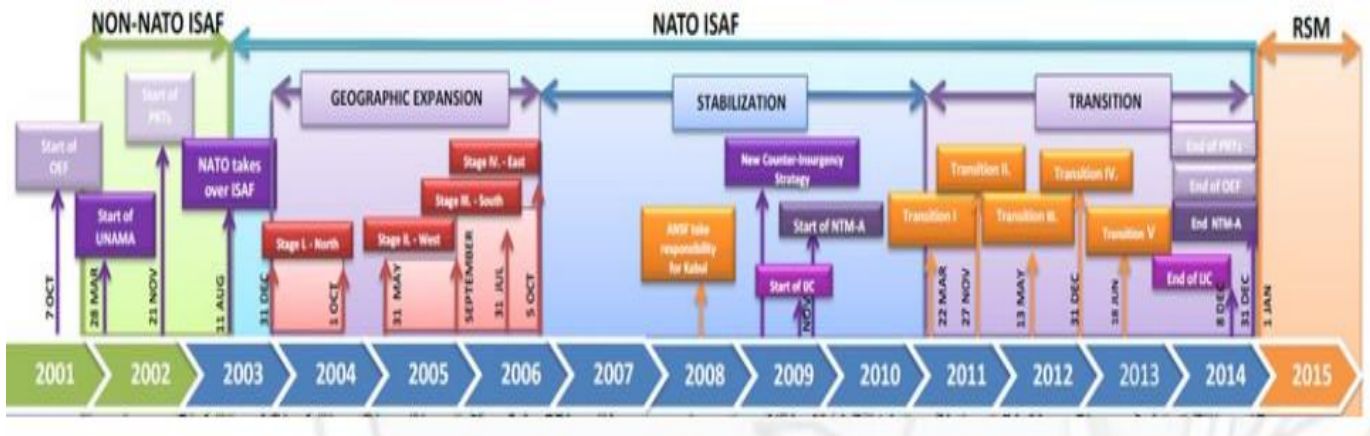 NON-NATO ISAF
NATO ISAF
RSM
GEOGRAPHIC EXPANSION
STABILIZATION
TRANSITION
Start of
OEF
Start of
PRTs
Start of
UNAMA
NATO takes
over ISAF
Stage I. - North
Stage II. - West
Stage III. - South
Stage IV. - East
ANSF take
responsibility
for Kabul
New Counter-Insurgency
Strategy
Start of NTM-A
Start of IJC
Transition I
Transition II.
Transition III.
Transition IV.
Transition V
End of PRTs
End of OEF
End NTM-A
End of IJC
7 OCT
28 MAR
21 NOV
11 AUG
31 DEC
1 OCT
31 MAY
SEPTEMBER
31 JUL
5 OCT
NOV
22 MAR
27 NOV
13 MAY
31 DEC
18 JUN
8 DEC
31 DEC
1 JAN
2001
2002
2003
2004
2005
2006
2007
2008
2009
2010
2011
2012
2013
2014
2015